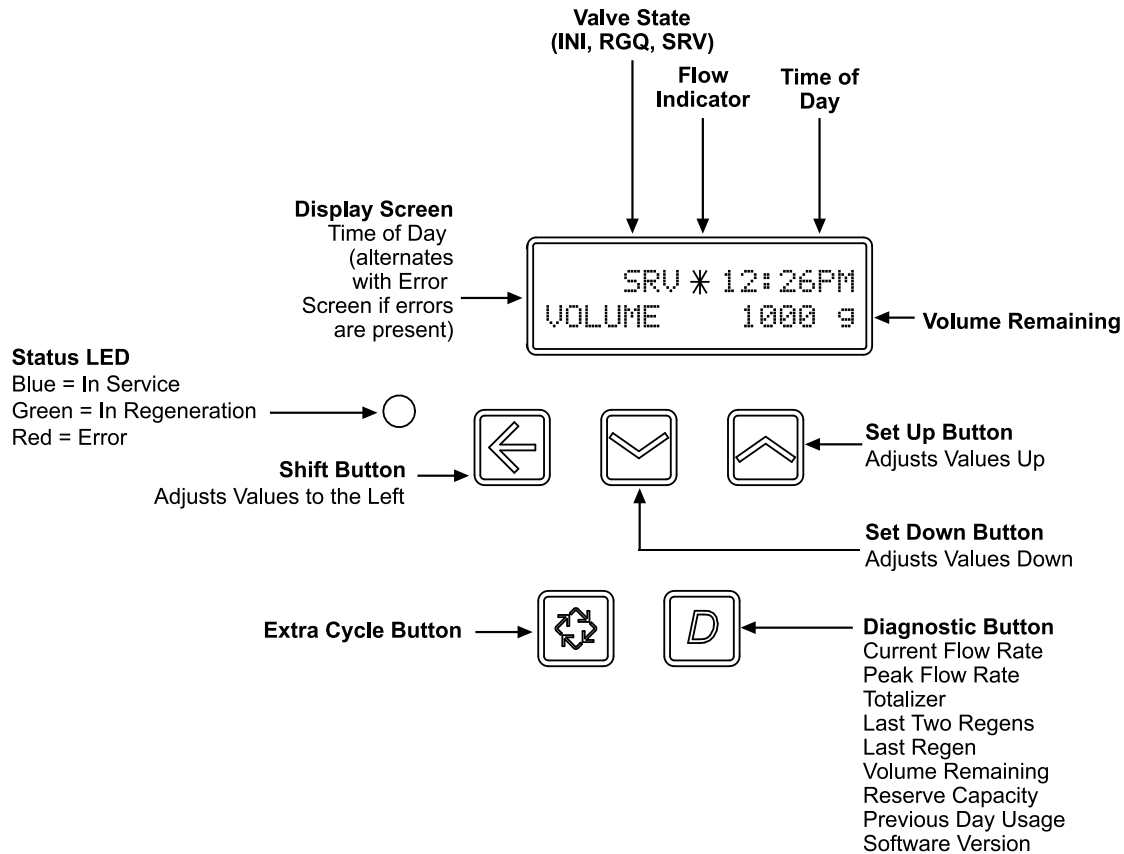 Valve State
(INI, RGQ, SRV)
Flow
Indicator
Time of
Day
Display Screen
Time of Day
(alternates
with Error
Screen if errors
are present)
SRV * 12:26PM
VOLUME 1000 g
Volume Remaining
Status LED
Blue = In Service
Green = In Regeneration
Red = Error
Shift Button
Adjusts Values to the Left
Set Up Button
Adjusts Values Up
Set Down Button
Adjusts Values Down
Extra Cycle Button
D
Diagnostic Button
Current Flow Rate
Peak Flow Rate
Totalizer
Last Two Regens
Last Regen
Volume Remaining
Reserve Capacity
Previous Day Usage
Software Version